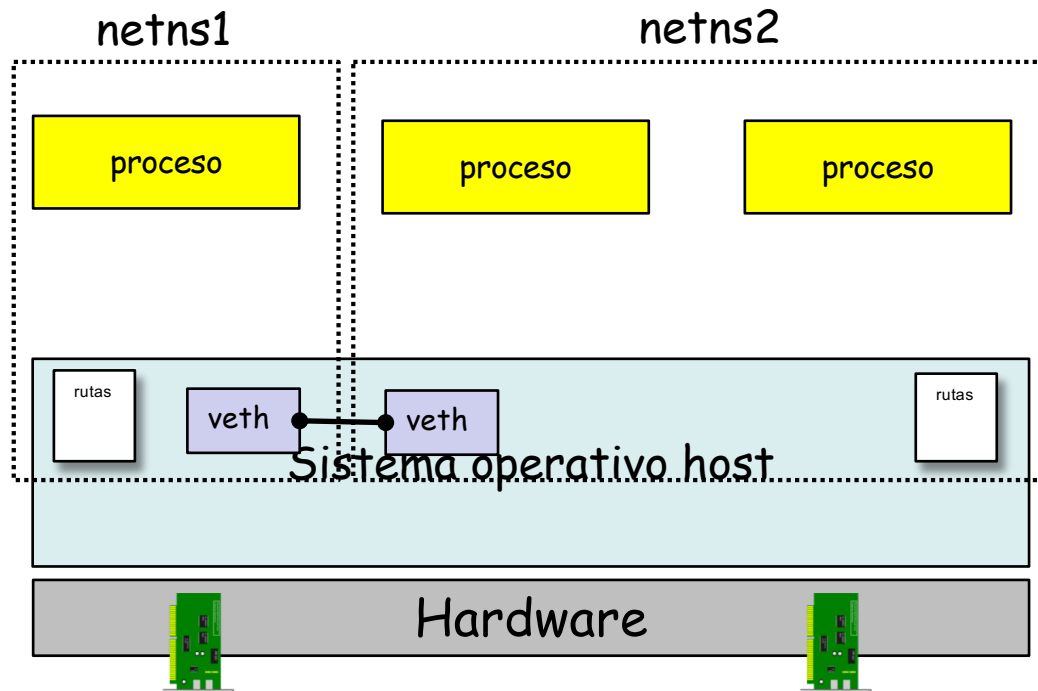 netns1
netns2
proceso
proceso
proceso
rutas
veth
veth
rutas
Sistema operativo host
Hardware